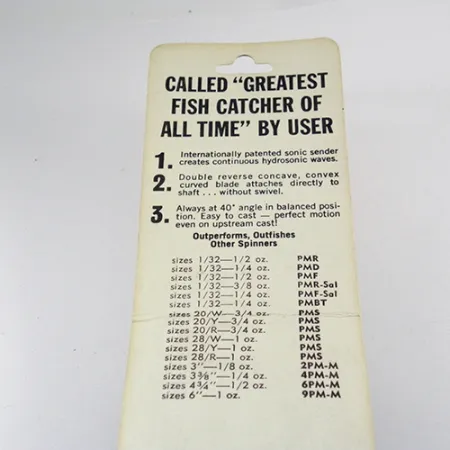 CALLED "GREATEST
FISH CATCHER OF
ALL TIME" BY USER
1. Internationally patented sonic sender
creates continuous hydrosonic waves.
2. Double reverse concave, convex
curved blade attaches directly to
shaft . . . without swivel.
3. Always at 40° angle in balanced posi-
tion. Easy to cast — perfect motion
even on upstream cast!
Outperforms, Outfishes
Other Spinners
sizes 1/32—1/2 oz. PMR
sizes 1/32—1/4 oz. PMD
sizes 1/32—1/2 oz. PMF
sizes 1/32—3/8 oz. PMR-Sal
sizes 1/32—1/4 oz. PMF-Sal
sizes 1/32—1/4 oz. PMBT
sizes 20/W—3/4 oz. PMS
sizes 20/Y—3/4 oz. PMS
sizes 20/R—3/4 oz. PMS
sizes 28/W—1 oz. PMS
sizes 28/Y—1 oz. PMS
sizes 28/R—1 oz. PMS
sizes 3"—1/8 oz. 2PM-M
sizes 3⅜"—1/4 oz. 4PM-M
sizes 4¾"—1/2 oz. 6PM-M
sizes 6"—1 oz. 9PM-M